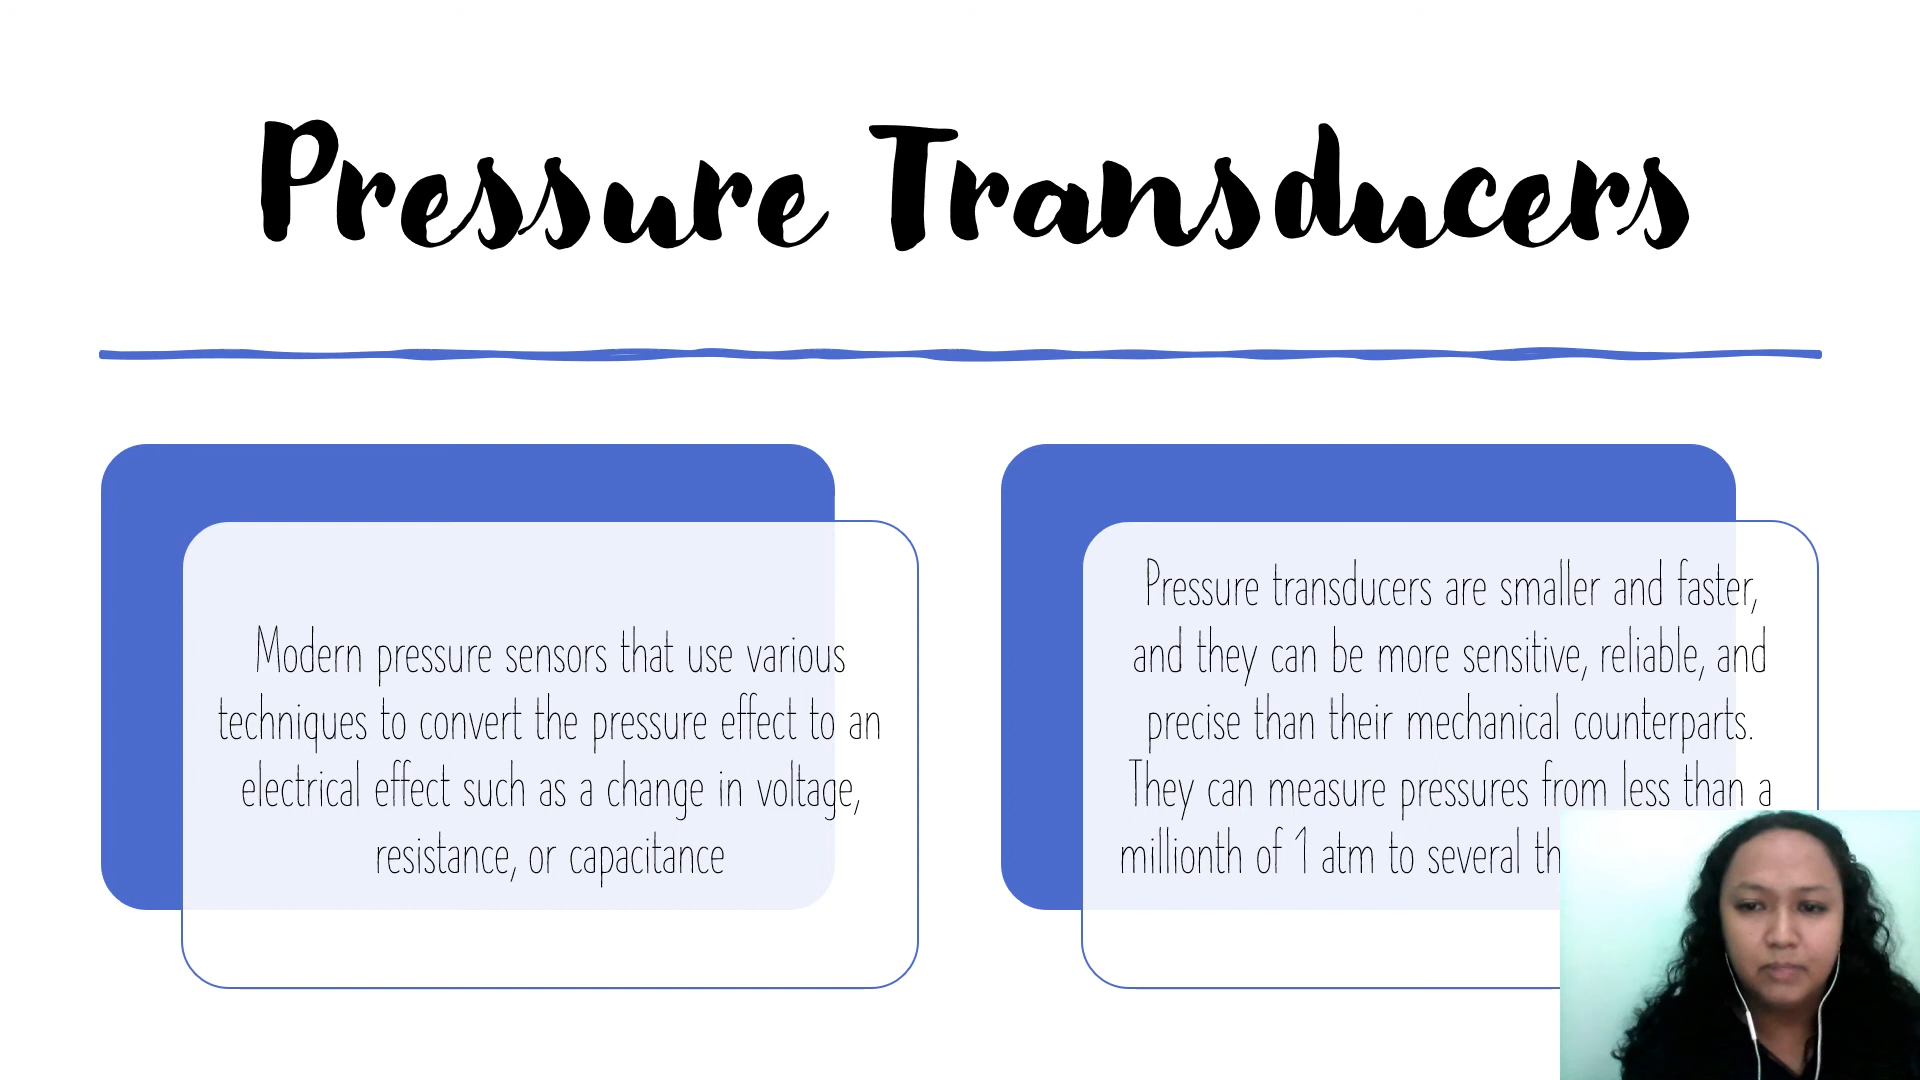 Pressure Transducers
Modern pressure sensors that use various
techniques to convert the pressure effect to an
electrical effect such as a change in voltage,
resistance, or capacitance
Pressure transducers are smaller and faster,
and they can be more sensitive, reliable, and
precise than their mechanical counterparts.
They can measure pressures from less than a
millionth of 1 atm to several